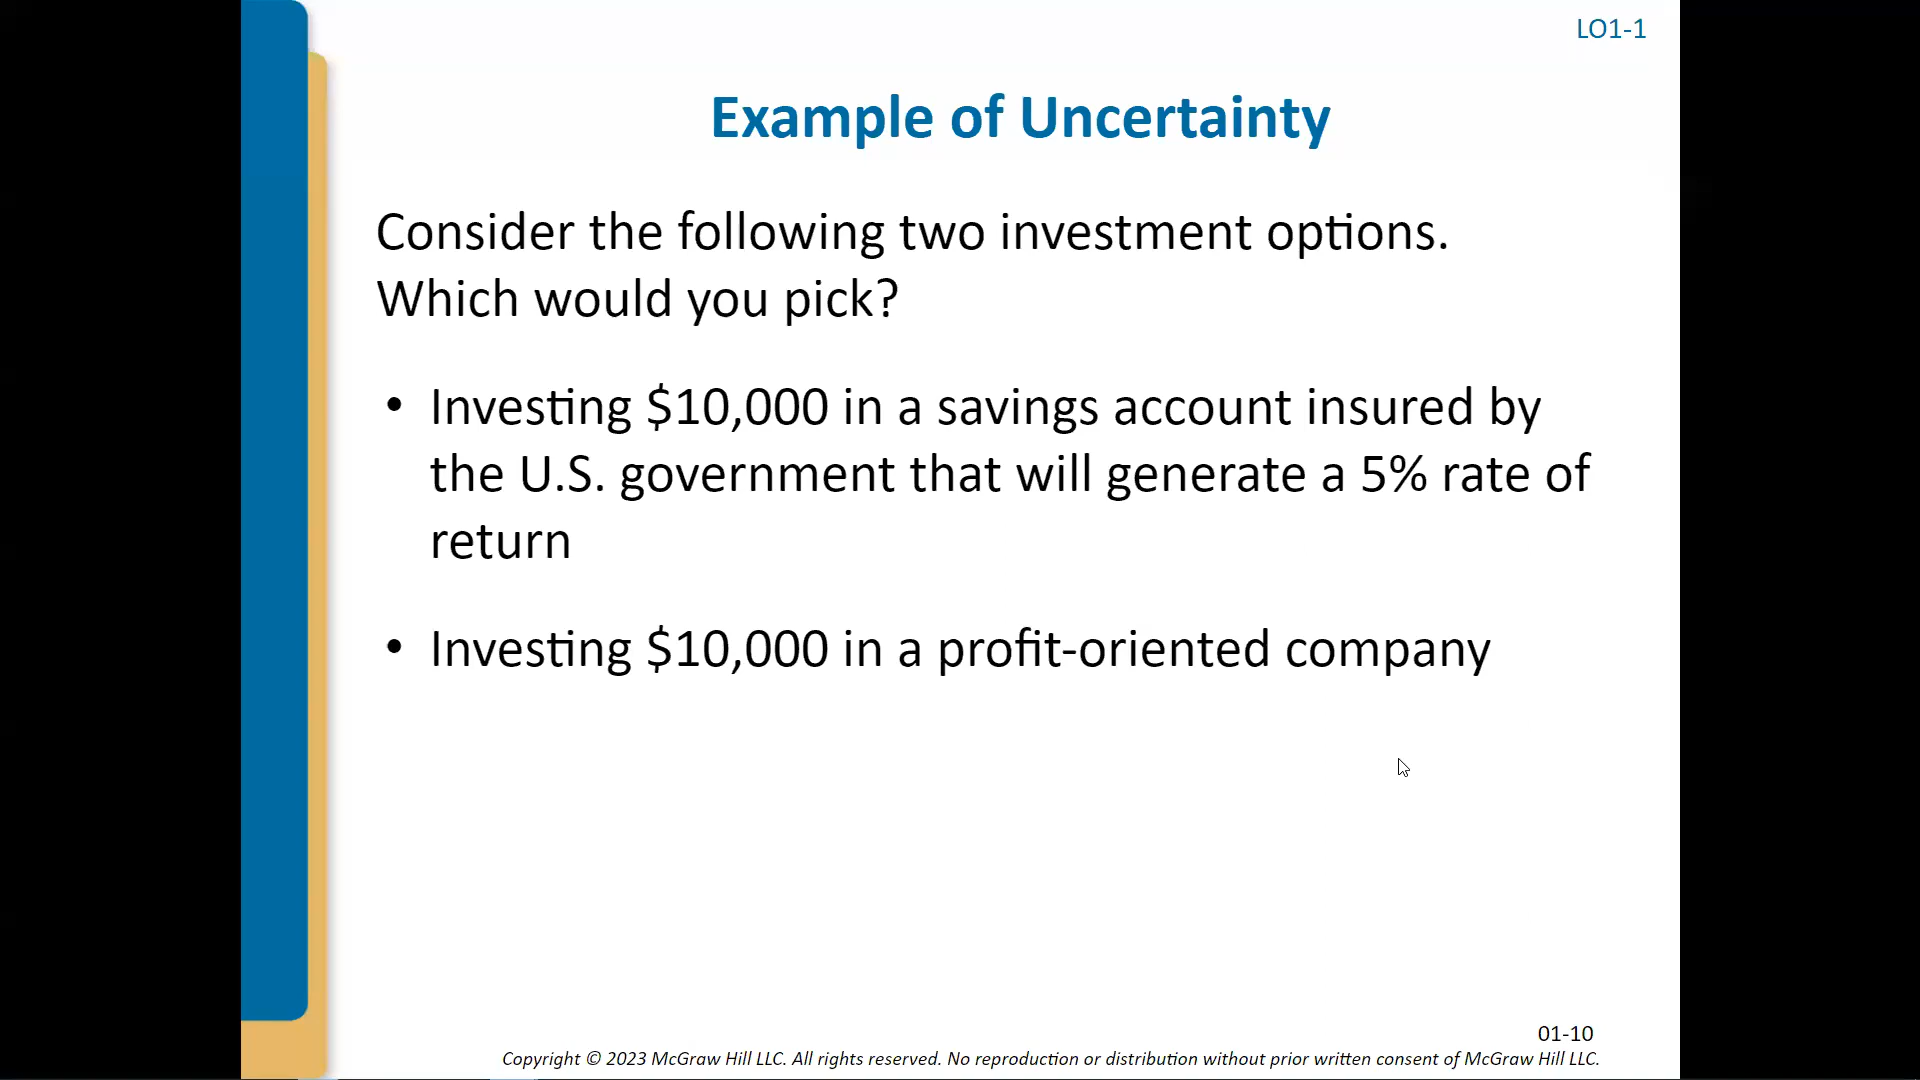 LO1-1
Example of Uncertainty
Consider the following two investment options.
Which would you pick?
• Investing $10,000 in a savings account insured by
the U.S. government that will generate a 5% rate of
return
• Investing $10,000 in a profit-oriented company
01-10
Copyright © 2023 McGraw Hill LLC. All rights reserved. No reproduction or distribution without prior written consent of McGraw Hill LLC.